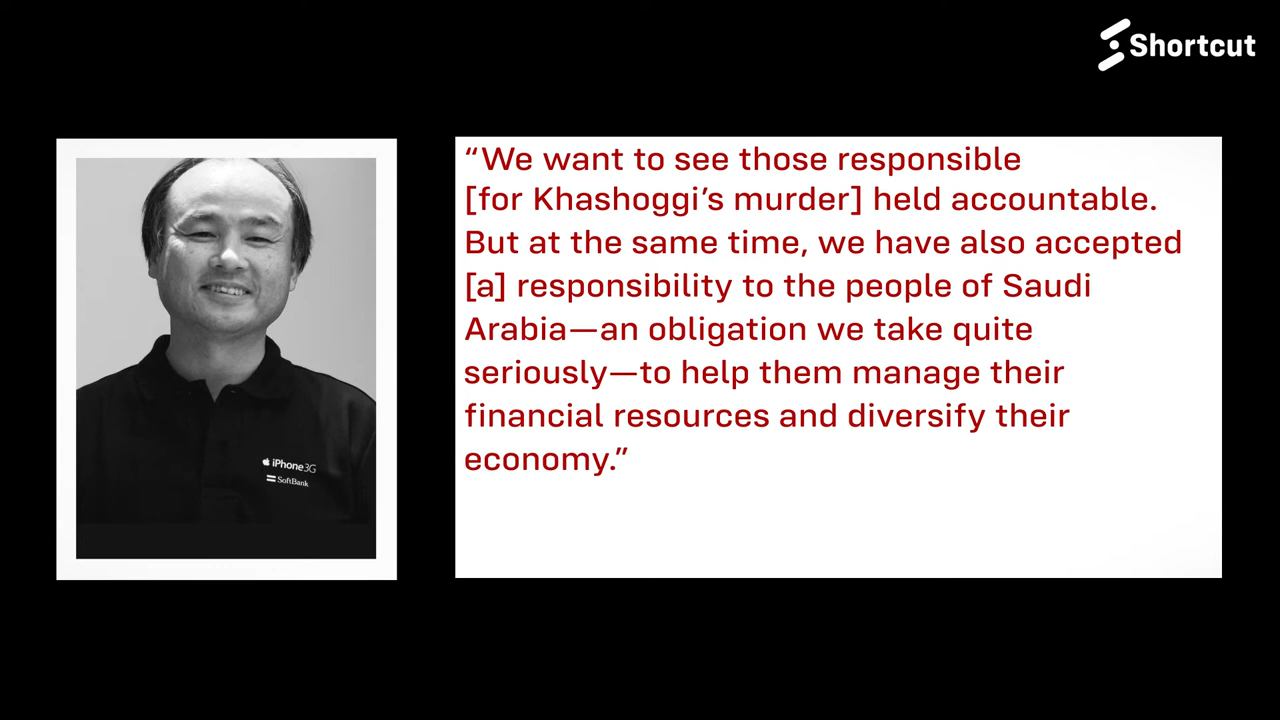 Shortcut
“We want to see those responsible
[for Khashoggi’s murder] held accountable.
But at the same time, we have also accepted
[a] responsibility to the people of Saudi
Arabia—an obligation we take quite
seriously—to help them manage their
financial resources and diversify their
economy.”
iPhone3G
SoftBank